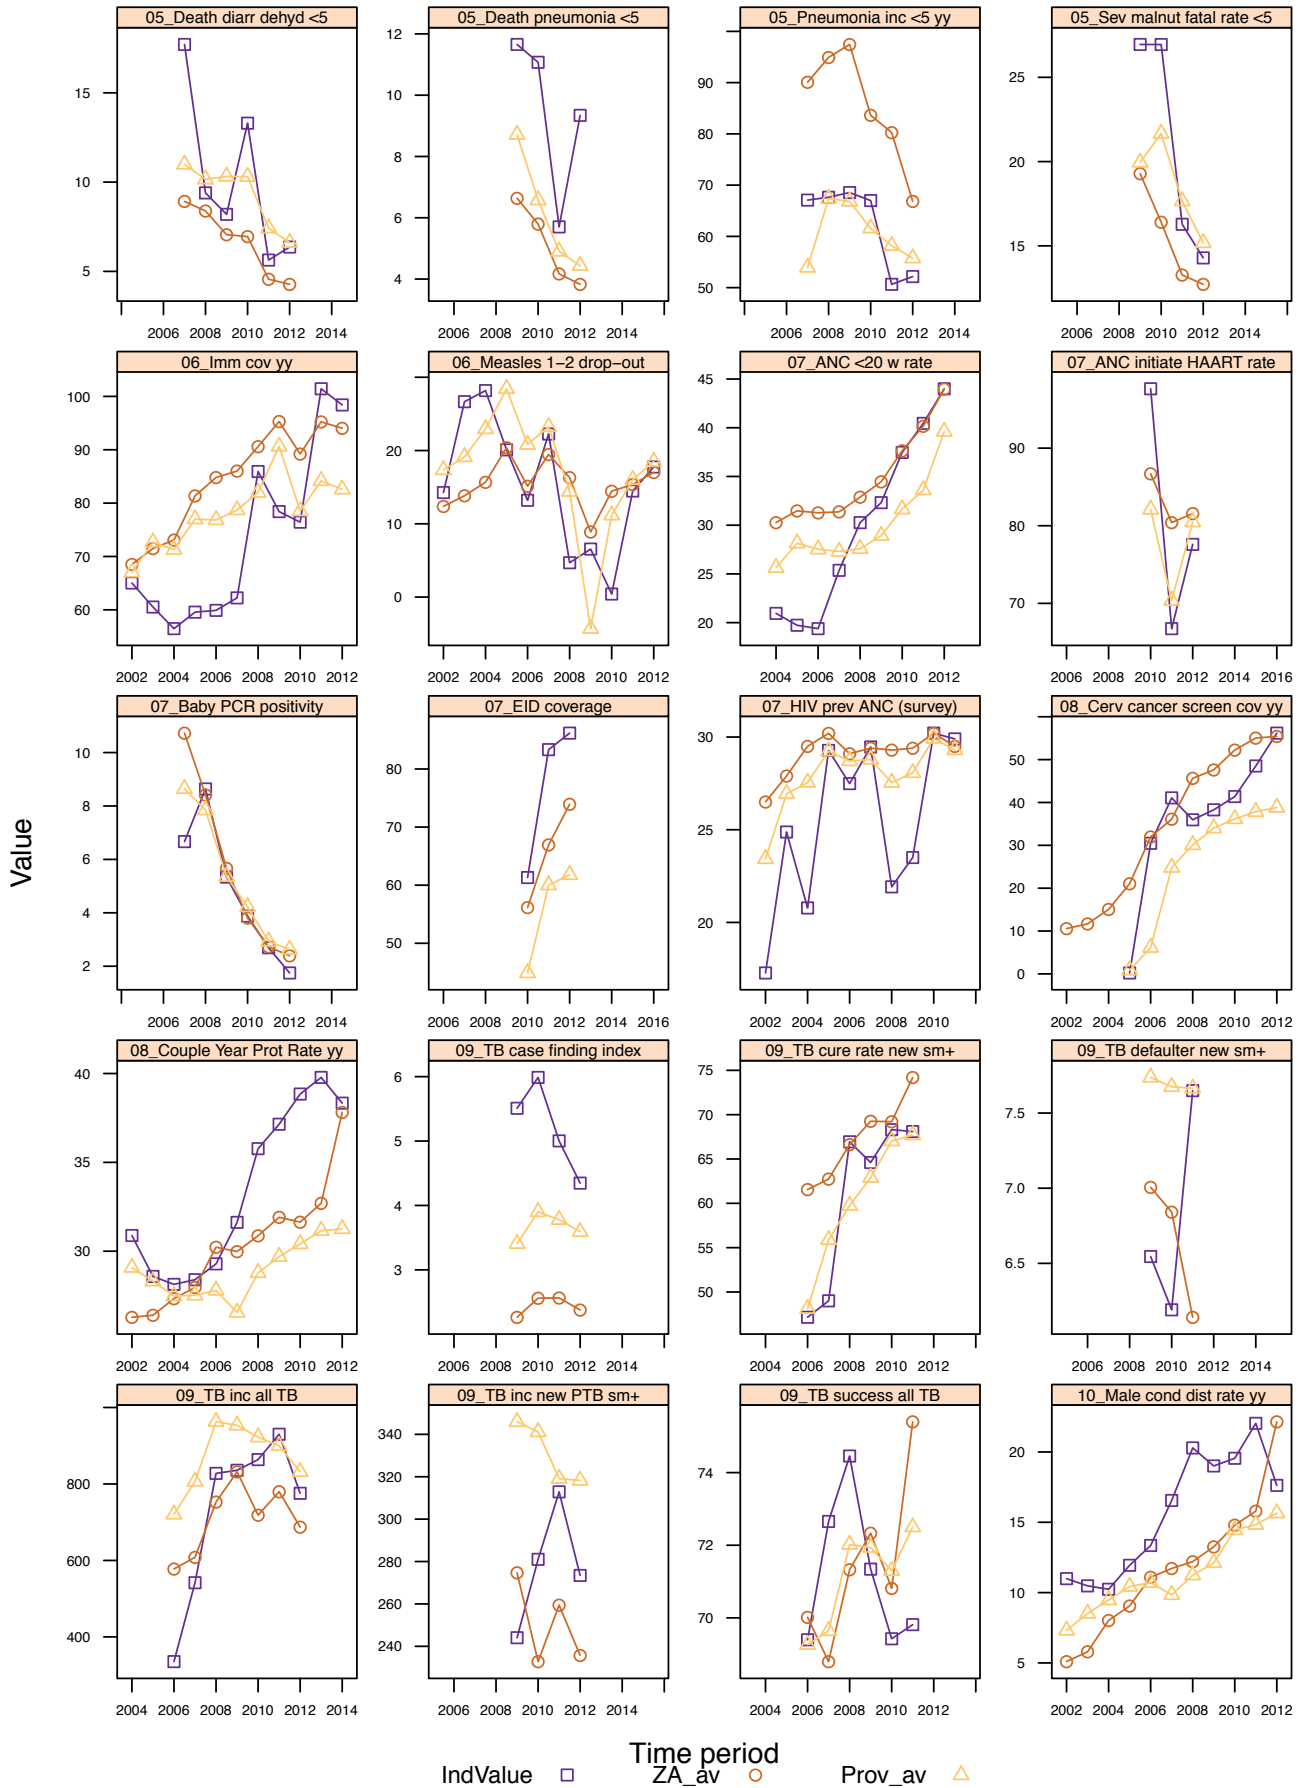 05_Death diarr dehyd <5
05_Death pneumonia <5
05_Pneumonia inc <5 yy
05_Sev malnut fatal rate <5
15
10
5
2006 2008 2010 2012 2014
12
10
8
6
4
2006 2008 2010 2012 2014
90
80
70
60
50
2006 2008 2010 2012 2014
25
20
15
2006 2008 2010 2012 2014
06_Imm cov yy
06_Measles 1−2 drop−out
07_ANC <20 w rate
07_ANC initiate HAART rate
100
90
80
70
60
2002 2004 2006 2008 2010 2012
20
10
0
2002 2004 2006 2008 2010 2012
45
40
35
30
25
20
2004 2006 2008 2010 2012
90
80
70
2006 2008 2010 2012 2014 2016
07_Baby PCR positivity
07_EID coverage
07_HIV prev ANC (survey)
08_Cerv cancer screen cov yy
10
8
6
4
2
2006 2008 2010 2012 2014
80
70
60
50
2006 2008 2010 2012 2014 2016
30
25
20
2002 2004 2006 2008 2010
50
40
30
20
10
0
2002 2004 2006 2008 2010 2012
Value
08_Couple Year Prot Rate yy
09_TB case finding index
09_TB cure rate new sm+
09_TB defaulter new sm+
40
35
30
2002 2004 2006 2008 2010 2012
6
5
4
3
2006 2008 2010 2012 2014
75
70
65
60
55
50
2004 2006 2008 2010 2012
7.5
7.0
6.5
2006 2008 2010 2012 2014
09_TB inc all TB
09_TB inc new PTB sm+
09_TB success all TB
10_Male cond dist rate yy
800
600
400
2004 2006 2008 2010 2012 2014
340
320
300
280
260
240
2006 2008 2010 2012 2014
74
72
70
2004 2006 2008 2010 2012
20
15
10
5
2002 2004 2006 2008 2010 2012
Time period
IndValue ZA_av Prov_av